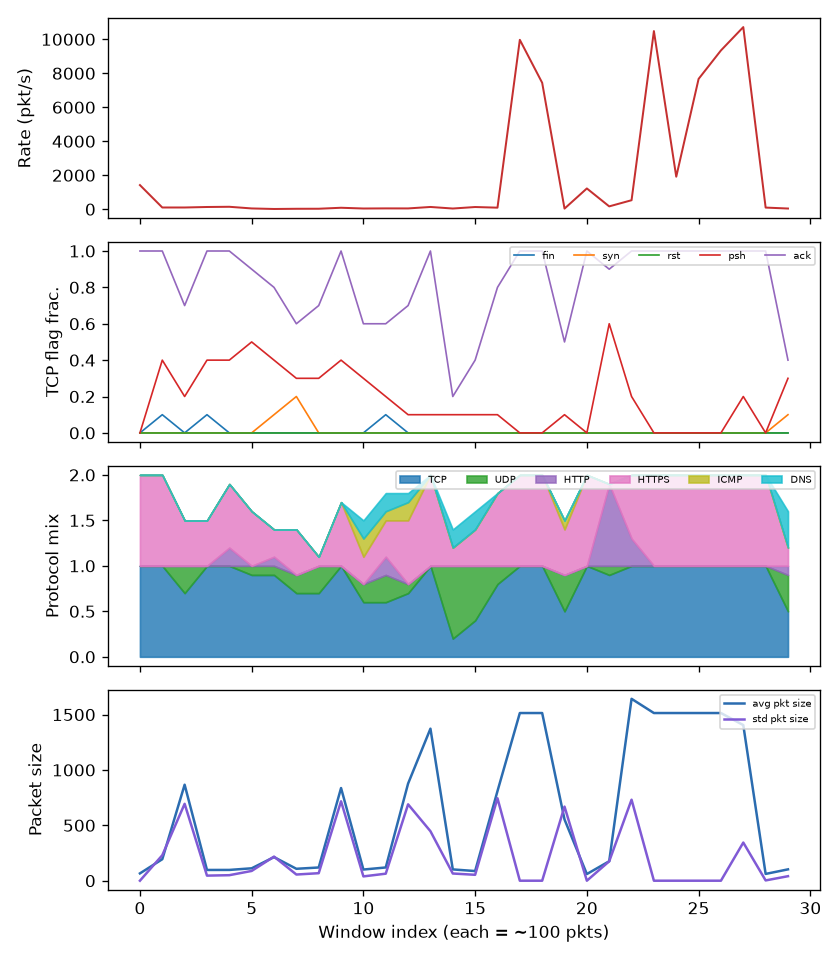 Rate (pkt/s)
10000
8000
6000
4000
2000
0
TCP flag frac.
1.0
0.8
0.6
0.4
0.2
0.0
fin syn rst psh ack
Protocol mix
2.0
1.5
1.0
0.5
0.0
TCP UDP HTTP HTTPS ICMP DNS
Packet size
1500
1000
500
0
avg pkt size
std pkt size
0 5 10 15 20 25 30
Window index (each = ~100 pkts)